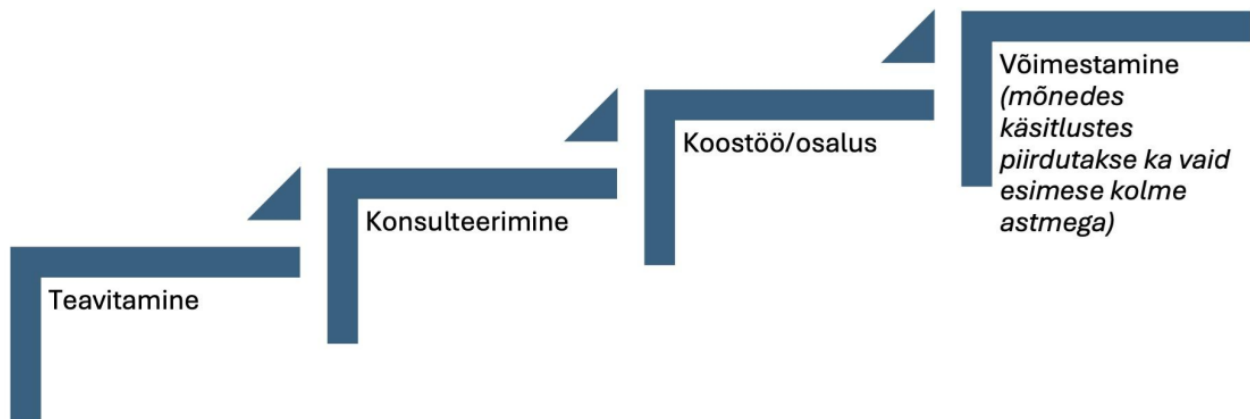 Teavitamine
Konsulteerimine
Koostöö/osalus
Võimestamine
(mõnedes
käsitlustes
piirdutakse ka vaid
esimese kolme
astmega)